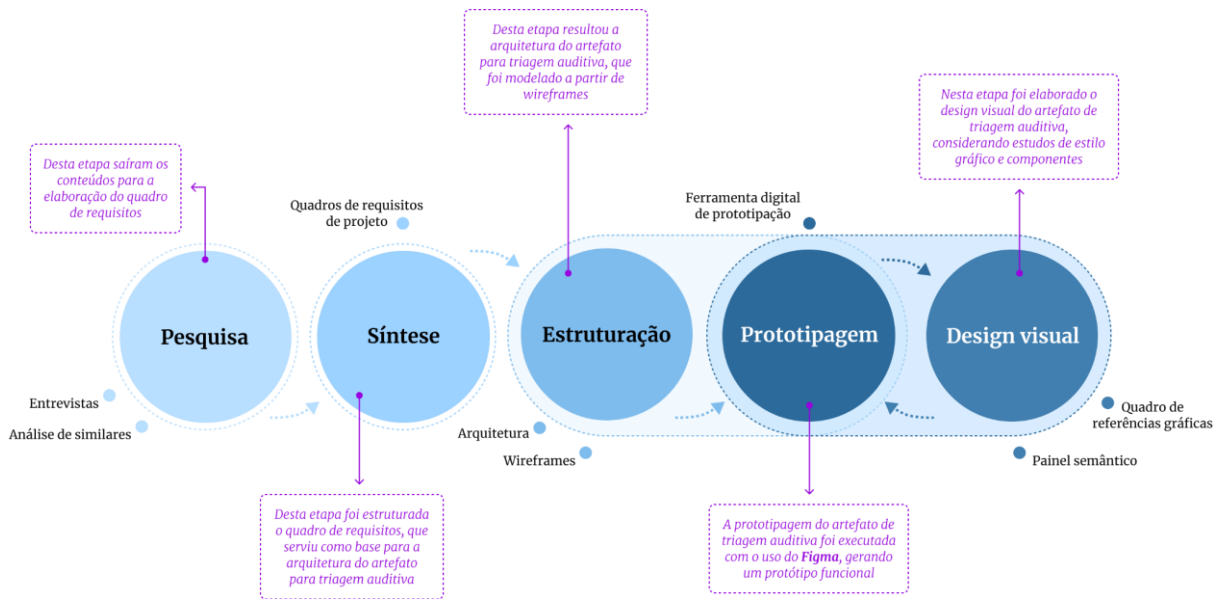 Desta etapa resultou a
arquitetura do artefato
para triagem auditiva, que
foi modelado a partir de
wireframes
Nesta etapa foi elaborado o
design visual do artefato de
triagem auditiva,
considerando estudos de estilo
gráfico e componentes
Desta etapa saíram os
conteúdos para a
elaboração do quadro
de requisitos
Quadros de requisitos
de projeto
Ferramenta digital
de prototipação
Pesquisa
Síntese
Estruturação
Prototipagem
Design visual
Entrevistas
Análise de similares
Arquitetura
Wireframes
Quadro de
referências gráficas
Painel semântico
Desta etapa foi estruturada
o quadro de requisitos, que
serviu como base para a
arquitetura do artefato
para triagem auditiva
A prototipagem do artefato de
triagem auditiva foi executada
com o uso do Figma, gerando
um protótipo funcional